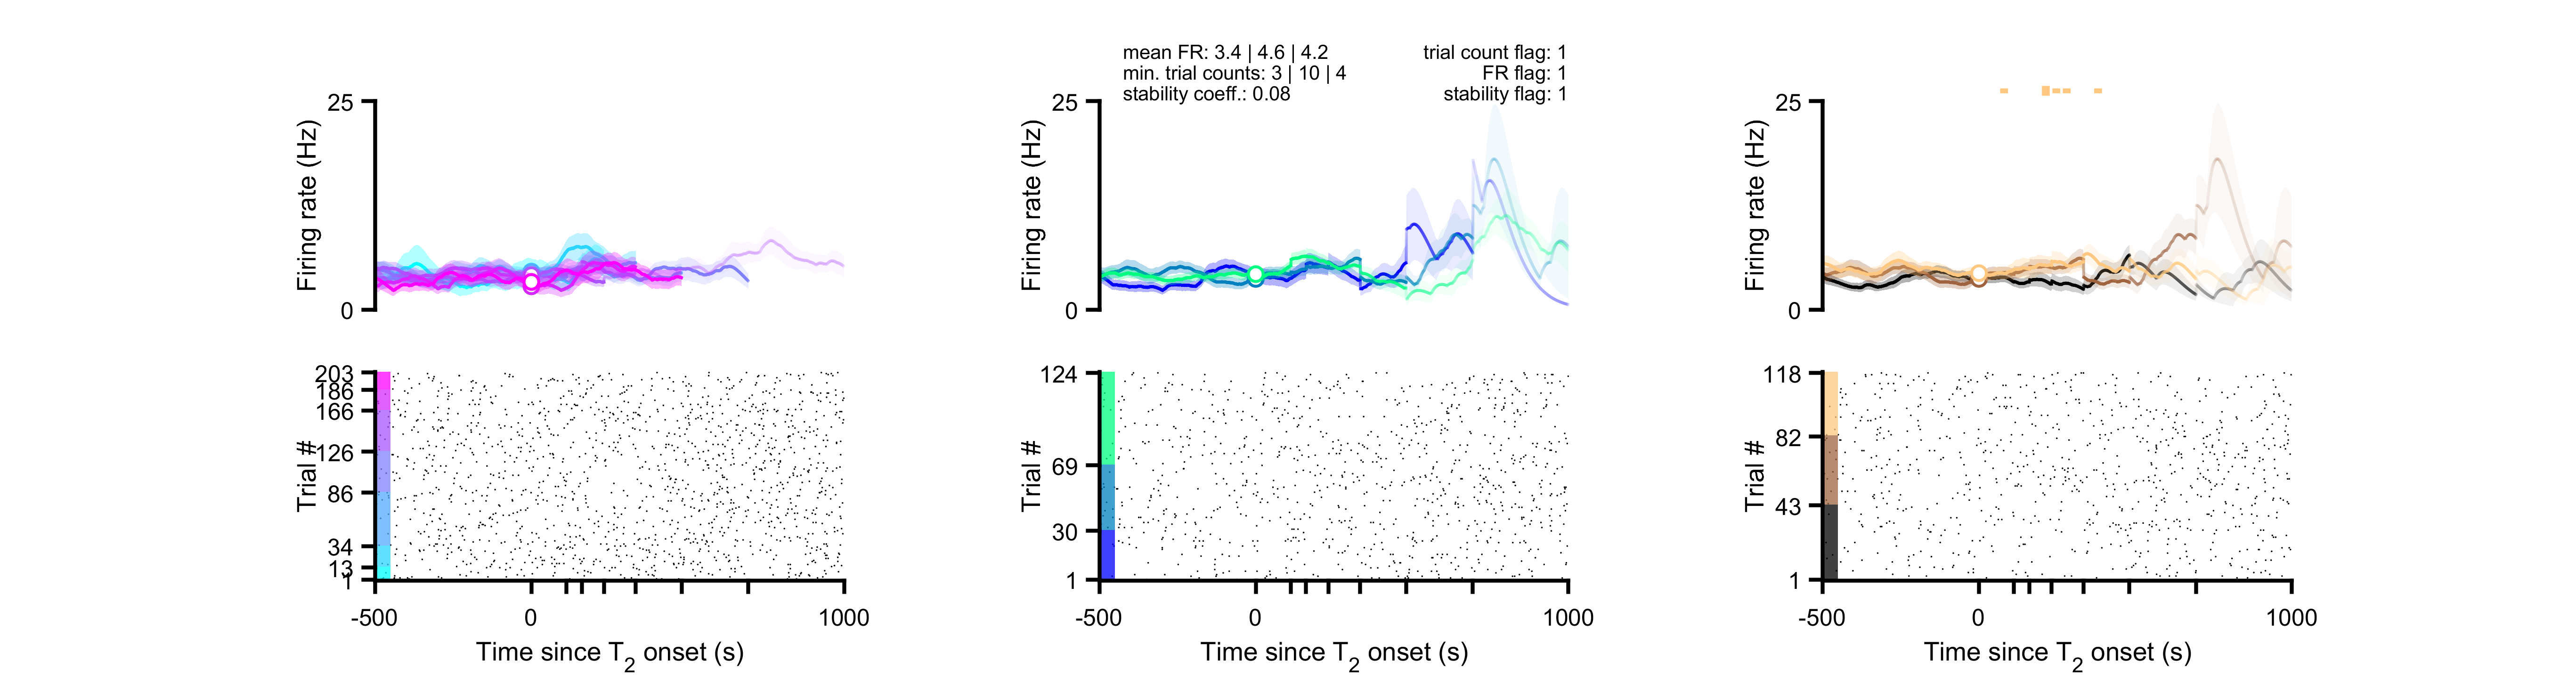 mean FR: 3.4 | 4.6 | 4.2
min. trial counts: 3 | 10 | 4
stability coeff.: 0.08
trial count flag: 1
FR flag: 1
stability flag: 1
25
Firing rate (Hz)
0
25
Firing rate (Hz)
0
25
Firing rate (Hz)
0
203
186
166
126
86
34
13
1
Trial #
-500
0
1000
Time since T2 onset (s)
124
69
30
1
Trial #
-500
0
1000
Time since T2 onset (s)
118
82
43
1
Trial #
-500
0
1000
Time since T2 onset (s)